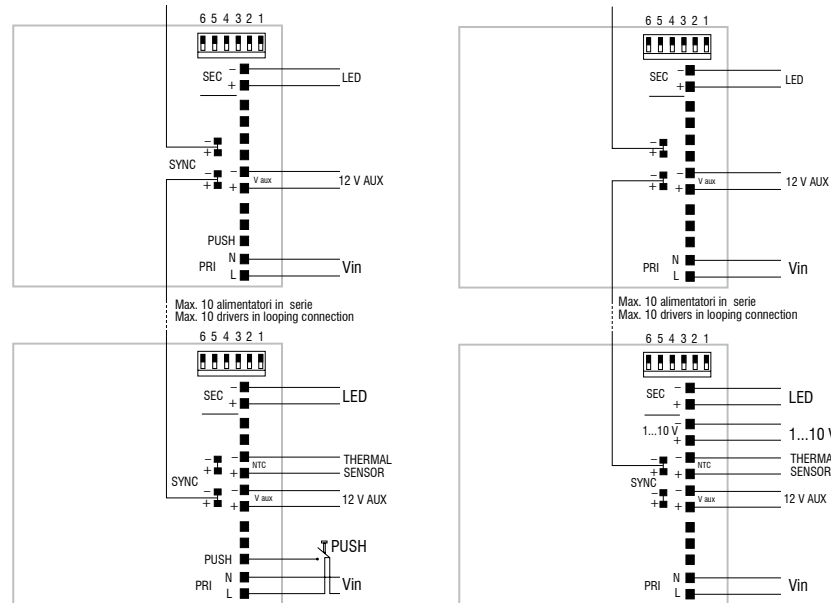 6 5 4 3 2 1
SEC
−
+
LED
SYNC
−
+
−
+
−
+
V aux
12 V AUX
PUSH
PRI
N
L
Vin
Max. 10 alimentatori in serie
Max. 10 drivers in looping connection
6 5 4 3 2 1
SEC
−
+
LED
−
+
−
+
NTC
THERMAL
SENSOR
SYNC
−
+
−
+
V aux
12 V AUX
PUSH
PUSH
PRI
N
L
Vin
6 5 4 3 2 1
SEC
−
+
LED
−
+
−
+
−
+
V aux
12 V AUX
PRI
N
L
Vin
Max. 10 alimentatori in serie
Max. 10 drivers in looping connection
6 5 4 3 2 1
SEC
−
+
LED
1...10 V
−
+
1...10 V
−
+
−
+
NTC
THERMA
SENSOR
SYNC
−
+
−
+
V aux
12 V AUX
PRI
N
L
Vin